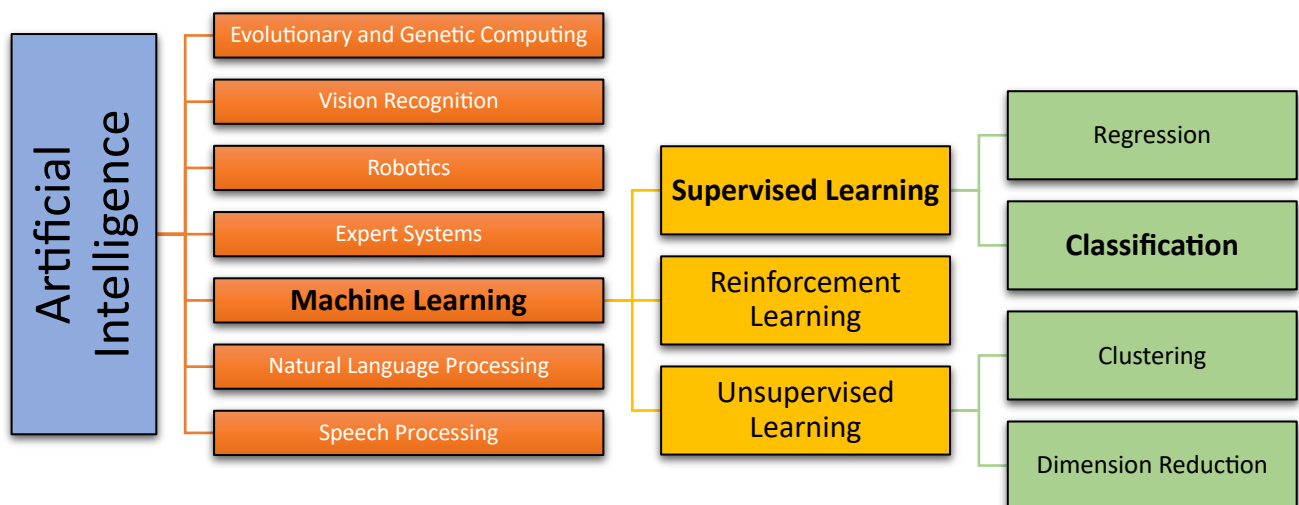 Artificial
Intelligence
Evolutionary and Genetic Computing
Vision Recognition
Robotics
Expert Systems
Machine Learning
Natural Language Processing
Speech Processing
Supervised Learning
Reinforcement
Learning
Unsupervised
Learning
Regression
Classification
Clustering
Dimension Reduction